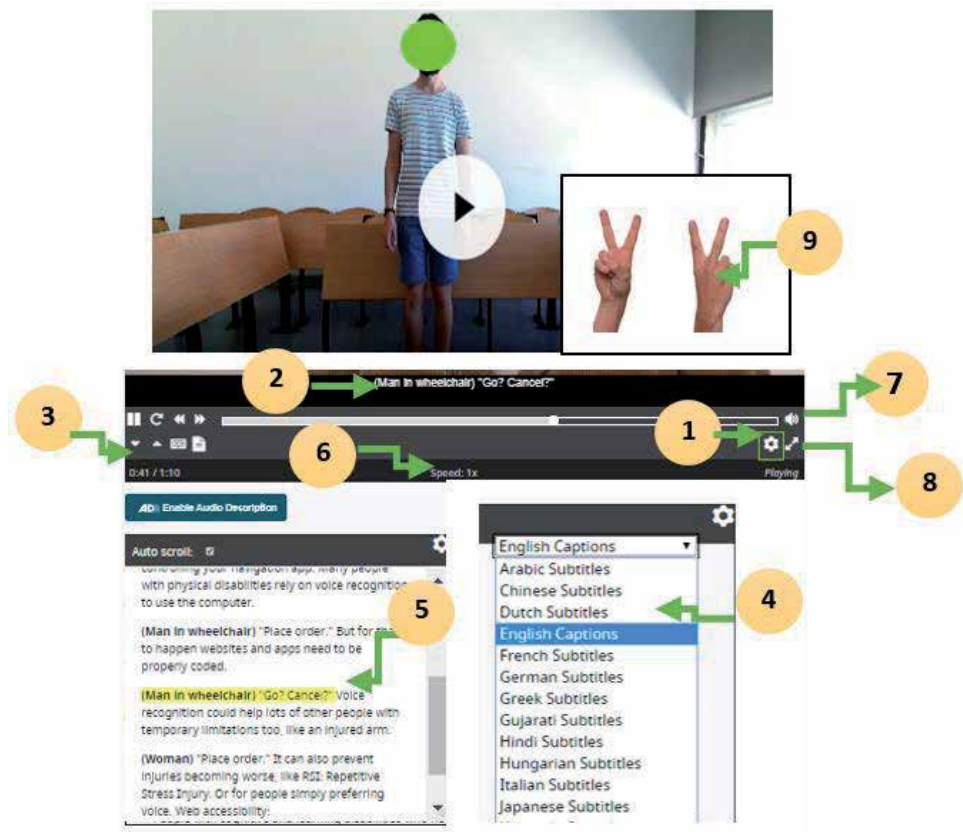 9
2
(Man in wheelchair) "Go? Cancel?"
7
3
1
6
8
0:41 / 1:10
Speed: 1x
Playing
AD Enable Audio Description
Auto scroll:
controlling your navigation app. Many people
with physical disabilities rely on voice recognition
to use the computer.
(Man in wheelchair) "Place order." But for
to happen websites and apps need to be
properly coded.
(Man in wheelchair) "Go? Cancel?" Voice
recognition could help lots of other people with
temporary limitations too, like an injured arm.
(Woman) "Place order." It can also prevent
injuries becoming worse, like RSI: Repetitive
Stress Injury. Or for people simply preferring
voice. Web accessibility:
5
English Captions
Arabic Subtitles
Chinese Subtitles
Dutch Subtitles
English Captions
French Subtitles
German Subtitles
Greek Subtitles
Gujarati Subtitles
Hindi Subtitles
Hungarian Subtitles
Italian Subtitles
Japanese Subtitles
4